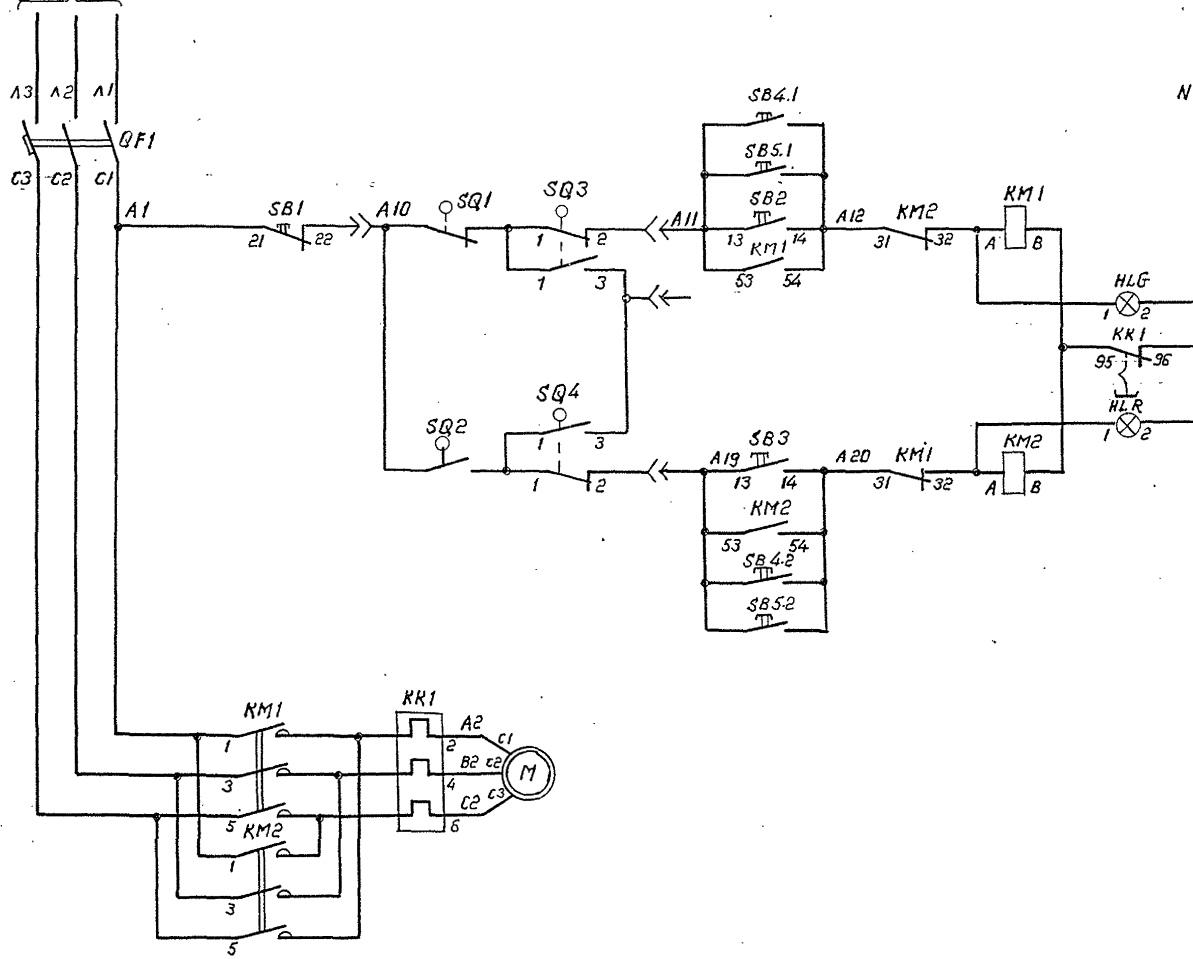 Л3 Л2 Л1
QF1
C3 C2 C1
A1
SB1
21 22
A10
SQ1
SQ3
1 2
1 3
A11
SB4.1
SB5.1
SB2
13 14
KM1
53 54
A12
KM2
31 32
KM1
A B
N
HLG
1 2
KK1
95 96
HLR
1 2
KM2
A B
SQ2
SQ4
1 3
1 2
A19
SB3
13 14
A20
KM1
31 32
KM2
53 54
SB4.2
SB5.2
KM1
1
3
5
KM2
1
3
5
KK1
2
4
6
A2
B2
C2
C1
C2
C3
M